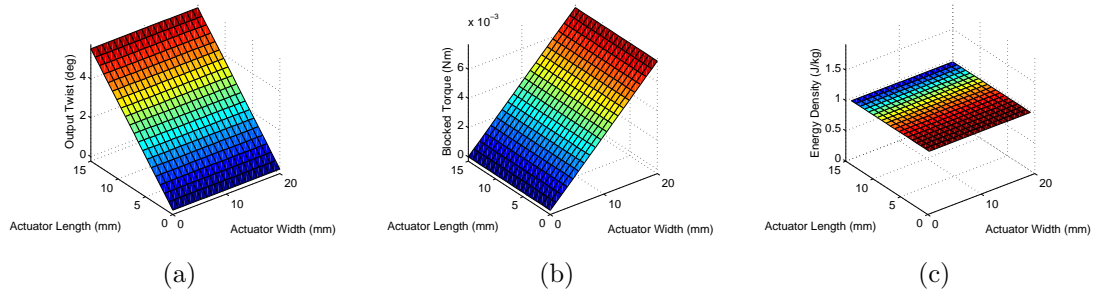 0
2
4
Output Twist (deg)
15
10
5
0
0
10
20
Actuator Length (mm)
Actuator Width (mm)
(a)
x 10⁻³
0
2
4
6
Blocked Torque (Nm)
15
10
5
0
0
10
20
Actuator Length (mm)
Actuator Width (mm)
(b)
0
0.5
1
1.5
Energy Density (J/kg)
15
10
5
0
0
10
20
Actuator Length (mm)
Actuator Width (mm)
(c)